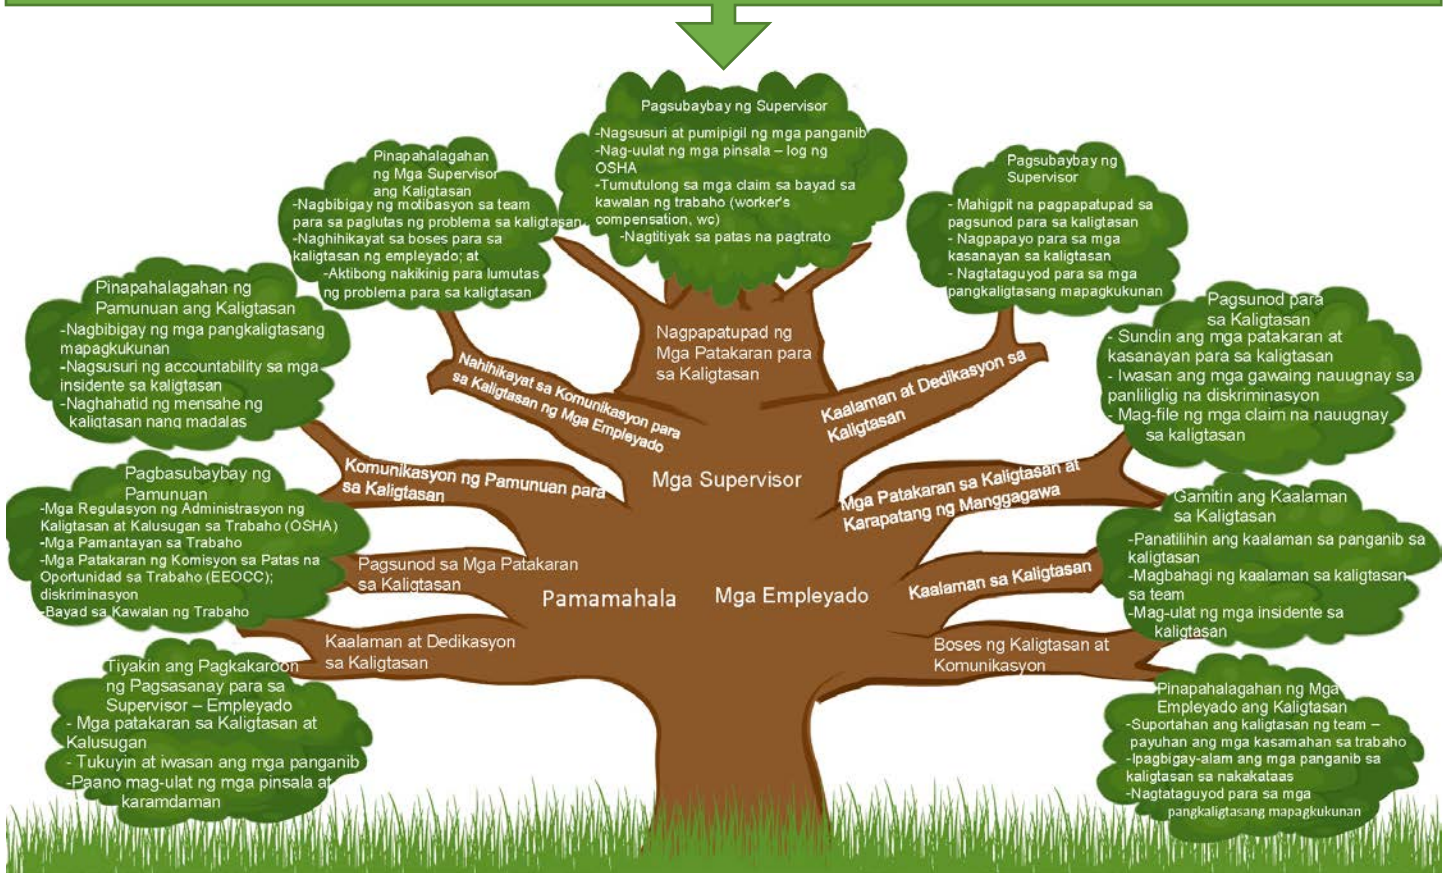 Pagsubaybay ng Supervisor
-Nagsusuri at pumipigil ng mga panganib
-Nag-uulat ng mga pinsala – log ng
OSHA
-Tumutulong sa mga claim sa bayad sa
kawalan ng trabaho (worker's
compensation, wc)
-Nagtitiyak sa patas na pagtrato
Pinapahalagahan
ng Mga Supervisor
ang Kaligtasan
-Nagbibigay ng motibasyon sa team
para sa paglutas ng problema sa kaligtasan
-Naghihikayat sa boses para sa
kaligtasan ng empleyado; at
-Aktibong nakikinig para lumutas
ng problema para sa kaligtasan
Pagsubaybay ng
Supervisor
- Mahigpit na pagpapatupad sa
pagsunod para sa kaligtasan
- Nagpapayo para sa mga
kasanayan sa kaligtasan
- Nagtataguyod para sa mga
pangkaligtasang mapagkukunan
Pinapahalagahan ng
Pamunuan ang Kaligtasan
-Nagbibigay ng mga pangkaligtasang
mapagkukunan
-Nagsusuri ng accountability sa mga
insidente sa kaligtasan
-Naghahatid ng mensahe ng
kaligtasan nang madalas
Pagsunod para
sa Kaligtasan
- Sundin ang mga patakaran at
kasanayan para sa kaligtasan
- Iwasan ang mga gawaing nauugnay sa
panliliglig na diskriminasyon
- Mag-file ng mga claim na nauugnay
sa kaligtasan
Nagpapatupad ng
Mga Patakaran para
sa Kaligtasan
Nahihikayat sa Komunikasyon para
sa Kaligtasan ng Mga Empleyado
Kaalaman at Dedikasyon sa
Kaligtasan
Mga Supervisor
Komunikasyon ng Pamunuan para
sa Kaligtasan
Mga Patakaran sa Kaligtasan at
Karapatang ng Manggagawa
Pagbasubaybay ng
Pamunuan
-Mga Regulasyon ng Administrasyon ng
Kaligtasan at Kalusugan sa Trabaho (OSHA)
-Mga Pamantayan sa Trabaho
-Mga Patakaran ng Komisyon sa Patas na
Oportunidad sa Trabaho (EEOCC);
diskriminasyon
-Bayad sa Kawalan ng Trabaho
Gamitin ang Kaalaman
sa Kaligtasan
-Panatilihin ang kaalaman sa panganib sa
kaligtasan
-Magbahagi ng kaalaman sa kaligtasan
sa team
-Mag-ulat ng mga insidente sa
kaligtasan
Pagsunod sa Mga Patakaran
sa Kaligtasan
Kaalaman sa Kaligtasan
Pamamahala
Mga Empleyado
Kaalaman at Dedikasyon
sa Kaligtasan
Boses ng Kaligtasan at
Komunikasyon
Tiyakin ang Pagkakaroon
ng Pagsasanay para sa
Supervisor – Empleyado
- Mga patakaran sa Kaligtasan at
Kalusugan
- Tukuyin at iwasan ang mga panganib
-Paano mag-ulat ng mga pinsala at
karamdaman
Pinapahalagahan ng Mga
Empleyado ang Kaligtasan
-Suportahan ang kaligtasan ng team –
payuhan ang mga kasamahan sa trabaho
-Ipagbigay-alam ang mga panganib sa
kaligtasan sa nakakataas
-Nagtataguyod para sa mga
pangkaligtasang mapagkukunan